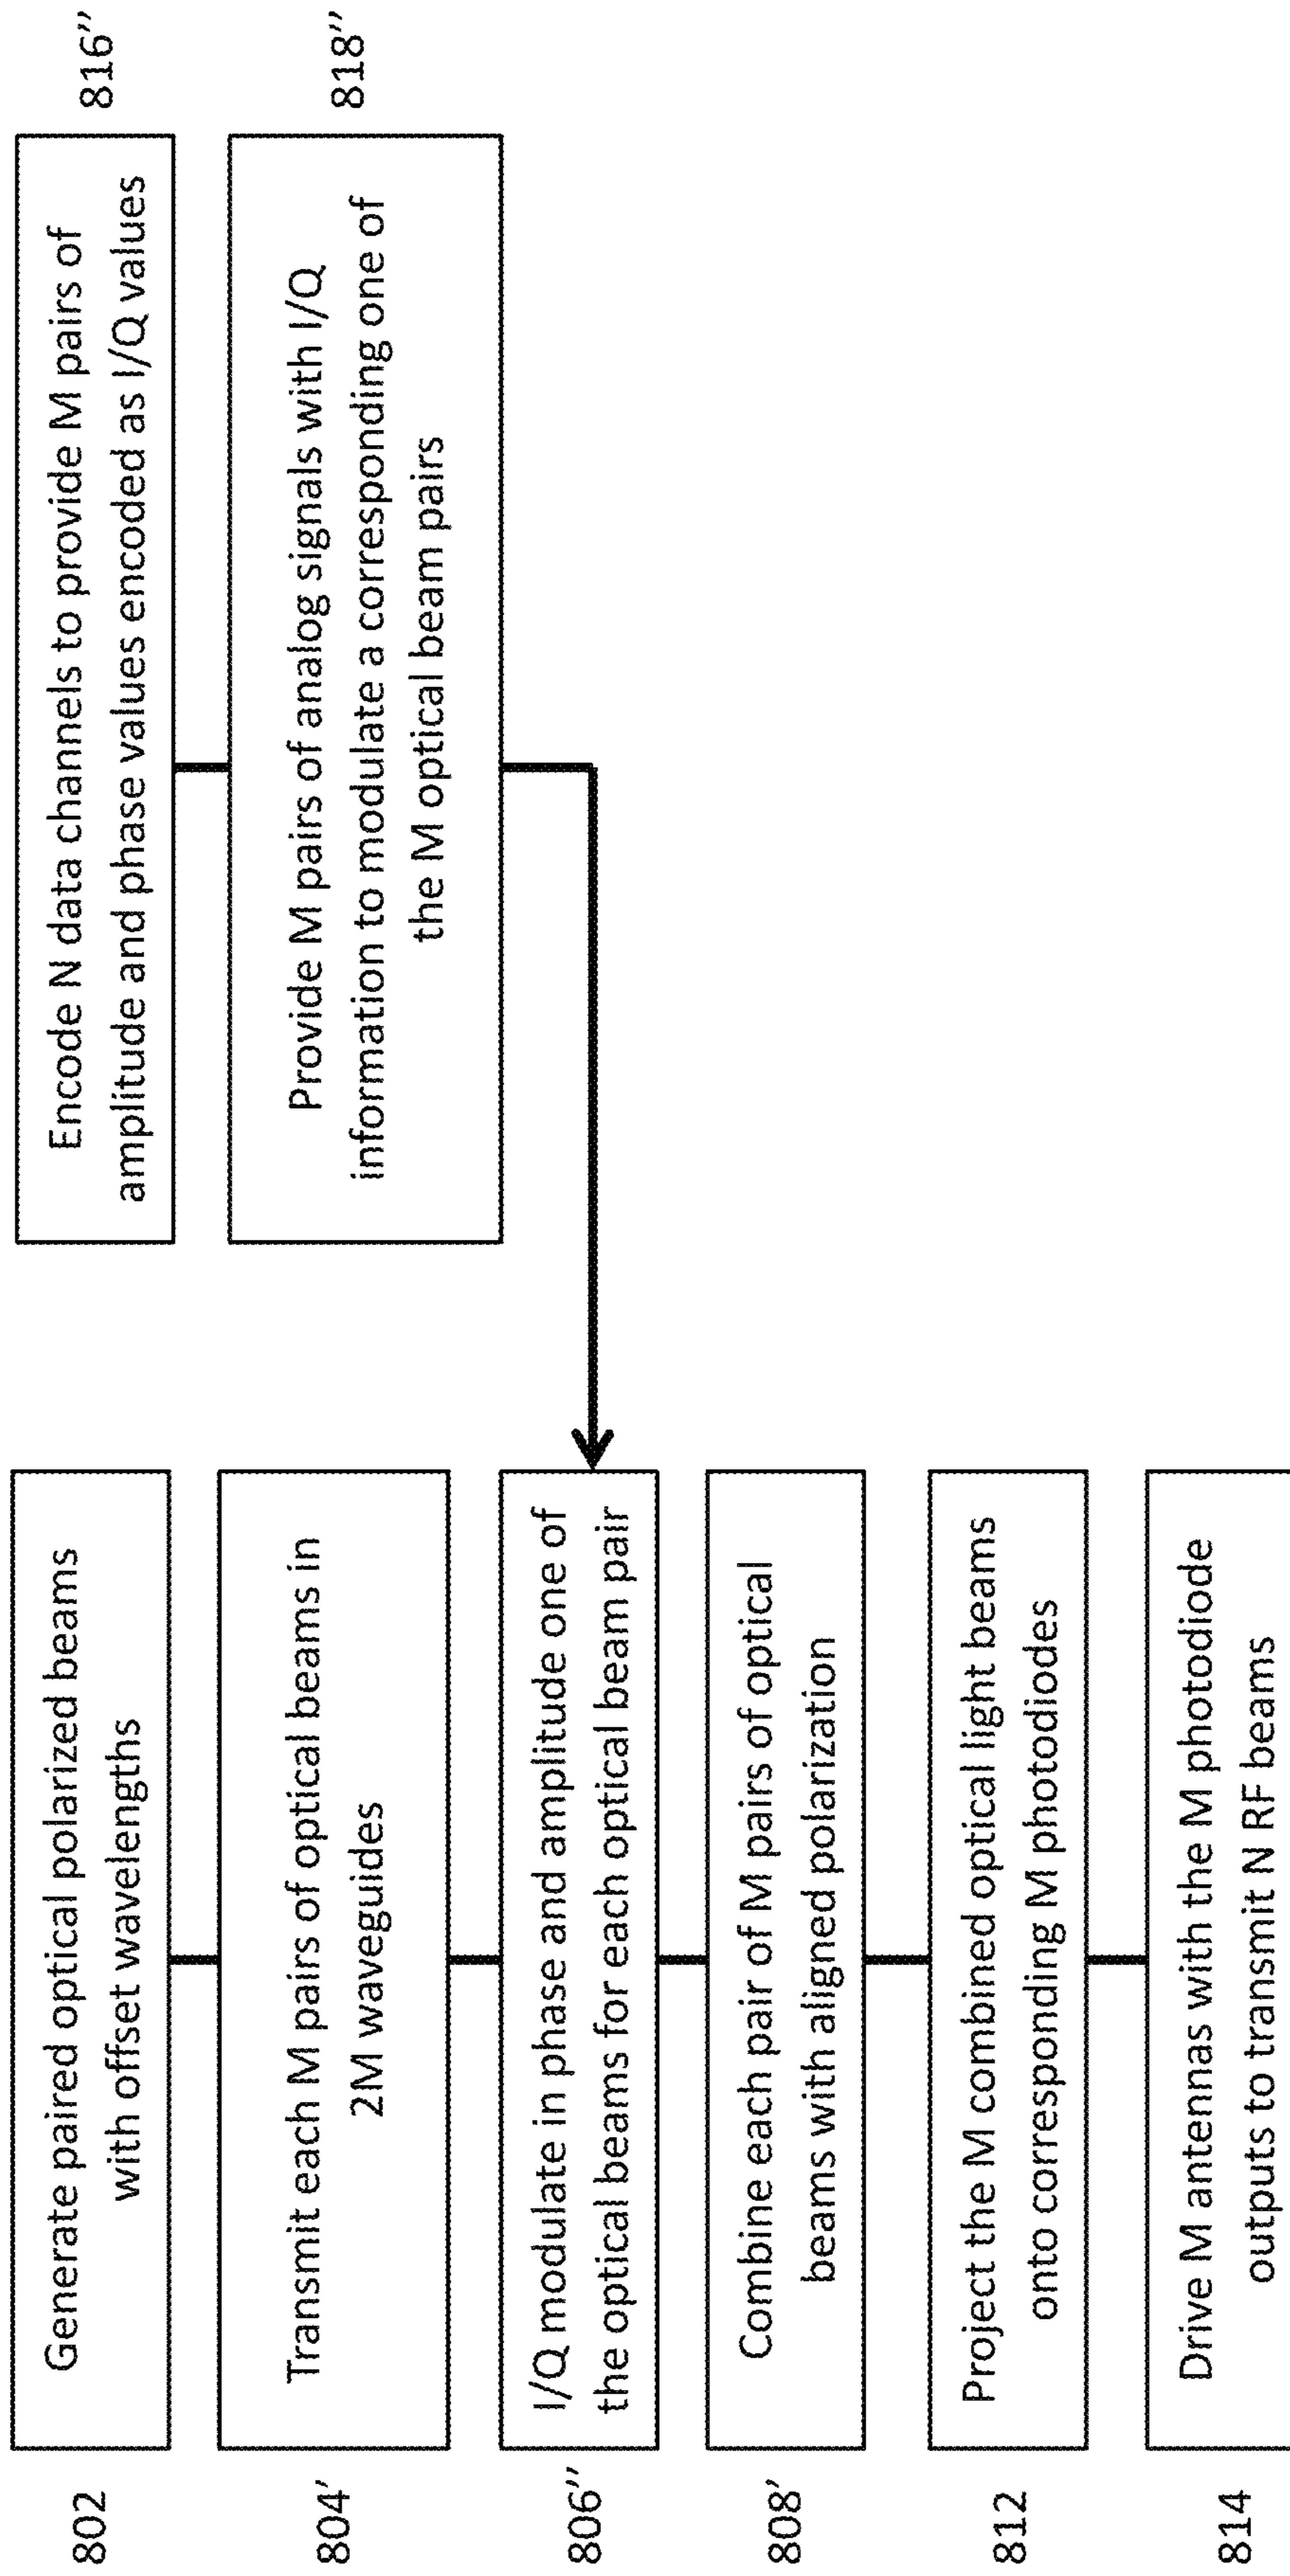 802
Generate paired optical polarized beams
with offset wavelengths
804′
Transmit each M pairs of optical beams in
2M waveguides
806′′
I/Q modulate in phase and amplitude one of
the optical beams for each optical beam pair
808′
Combine each pair of M pairs of optical
beams with aligned polarization
812
Project the M combined optical light beams
onto corresponding M photodiodes
814
Drive M antennas with the M photodiode
outputs to transmit N RF beams
Encode N data channels to provide M pairs of
amplitude and phase values encoded as I/Q values
816′′
Provide M pairs of analog signals with I/Q
information to modulate a corresponding one of
the M optical beam pairs
818′′